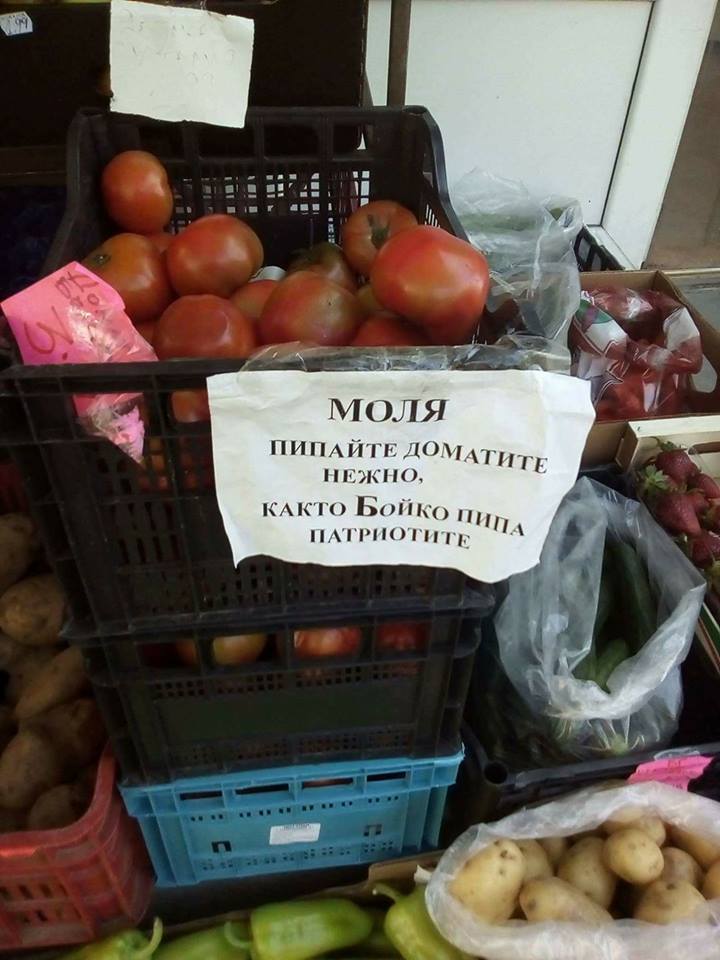 МОЛЯ
ПИПАЙТЕ ДОМАТИТЕ
НЕЖНО,
КАКТО БОЙКО ПИПА
ПАТРИОТИТЕ